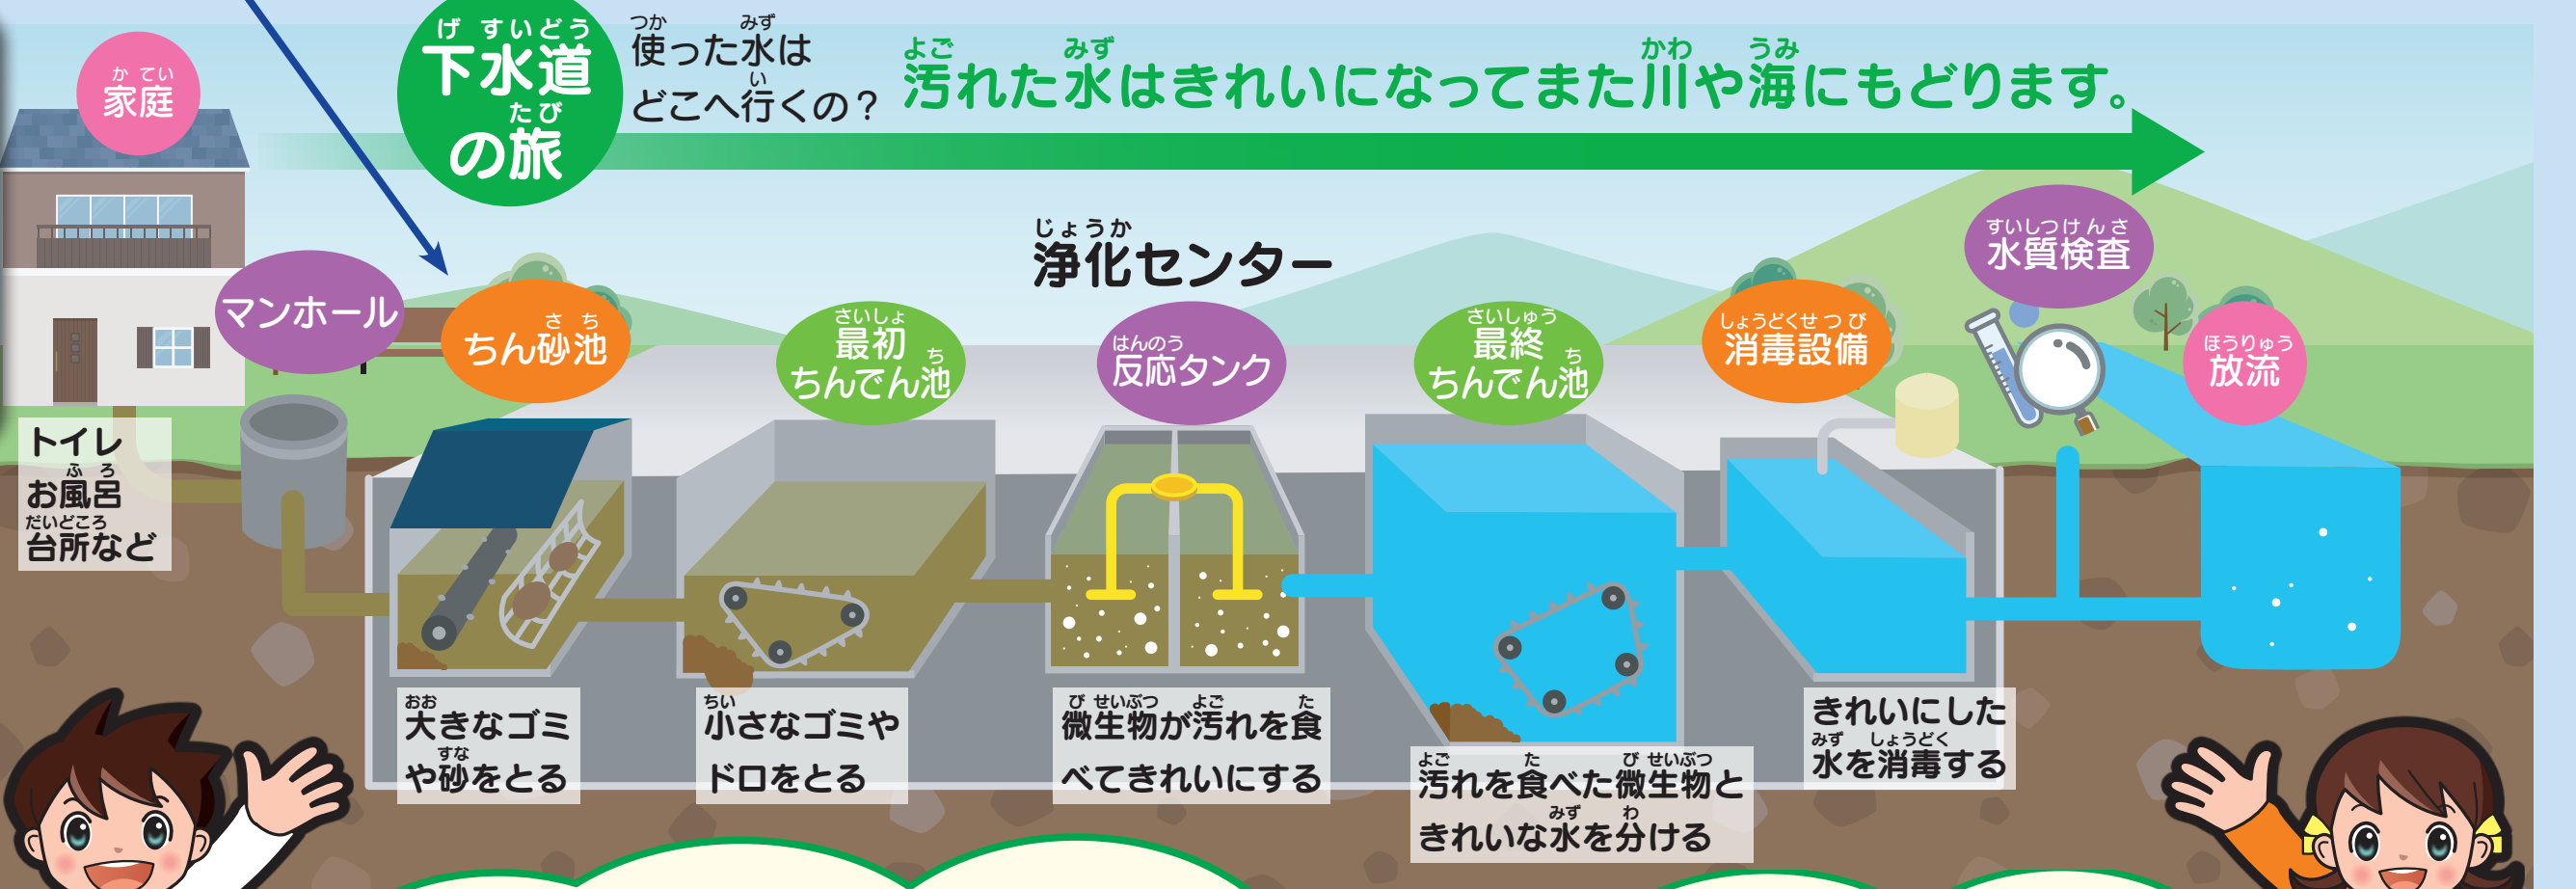 家庭
下水道
の旅
使った水は
どこへ行くの？
汚れた水はきれいになってまた川や海にもどります。
浄化センター
マンホール
ちん砂池
最初
ちんでん池
反応タンク
最終
ちんでん池
消毒設備
水質検査
放流
トイレ
お風呂
台所など
大きなゴミ
や砂をとる
小さなゴミや
ドロをとる
微生物が汚れを食
べてきれいにする
汚れを食べた微生物と
きれいな水を分ける
きれいにした
水を消毒する